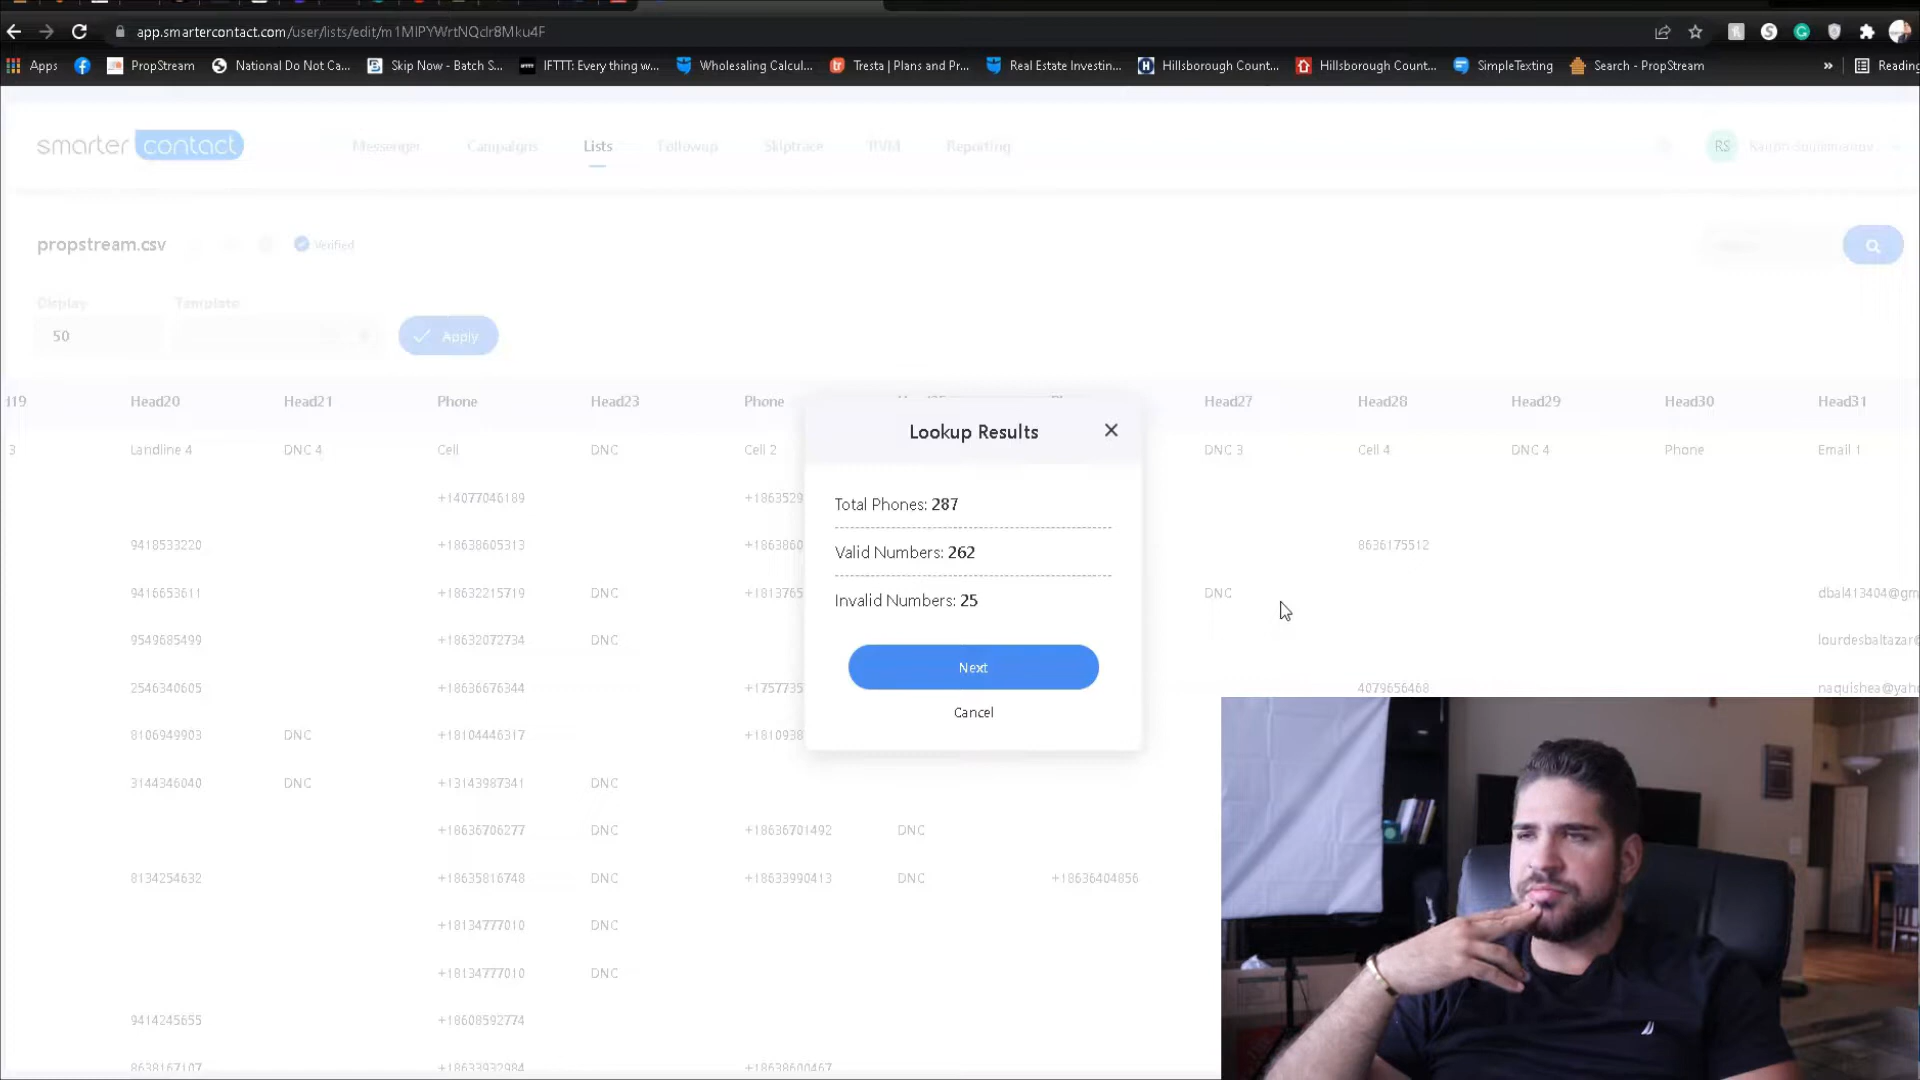 app.smartercontact.com/user/lists/edit/m1MIPYWrtNQclr8Mku4F
Apps PropStream National Do Not Ca... Skip Now - Batch S... IFTTT: Every thing w... Wholesaling Calcul... Tresta | Plans and Pr... Real Estate Investin... Hillsborough Count... Hillsborough Count... SimpleTexting Search - PropStream » Reading
smarter contact Messenger Campaigns Lists Followup Skiptrace RVM Reporting RS
propstream.csv Verified
Display Template
50 Apply
Head20 Head21 Phone Head23 Phone Head27 Head28 Head29 Head30 Head31
Lookup Results
3 Landline 4 DNC 4 Cell DNC Cell 2 DNC 3 Cell 4 DNC 4 Phone Email 1
+14077046189 +1863529
Total Phones: 287
9418533220 +18638605313 +1863860 8636175512
Valid Numbers: 262
9416653611 +18632215719 DNC +1813765 DNC dbal413404@gm
Invalid Numbers: 25
9549685499 +18632072734 DNC lourdesbaltazar@
Next
2546340605 +18636676344 +1757735 4079656468 naquishea@yah
Cancel
8106949903 DNC +18104446317 +1810938
3144346040 DNC +13143987341 DNC
+18636706277 DNC +18636701492 DNC
8134254632 +18635816748 DNC +18633990413 DNC +18636404856
+18134777010 DNC
+18134777010 DNC
9414245655 +18608592774
8638167107 +18633932984 +18638600467